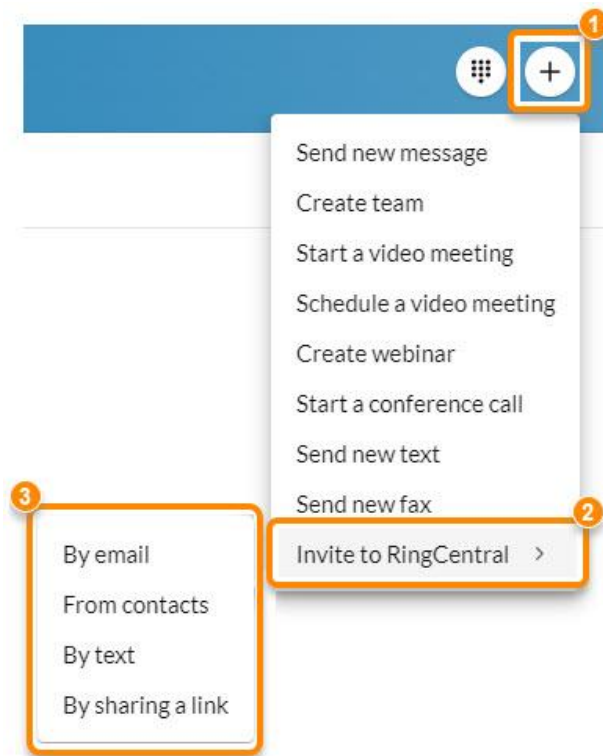 1
Send new message
Create team
Start a video meeting
Schedule a video meeting
Create webinar
Start a conference call
Send new text
Send new fax
2
Invite to RingCentral >
3
By email
From contacts
By text
By sharing a link